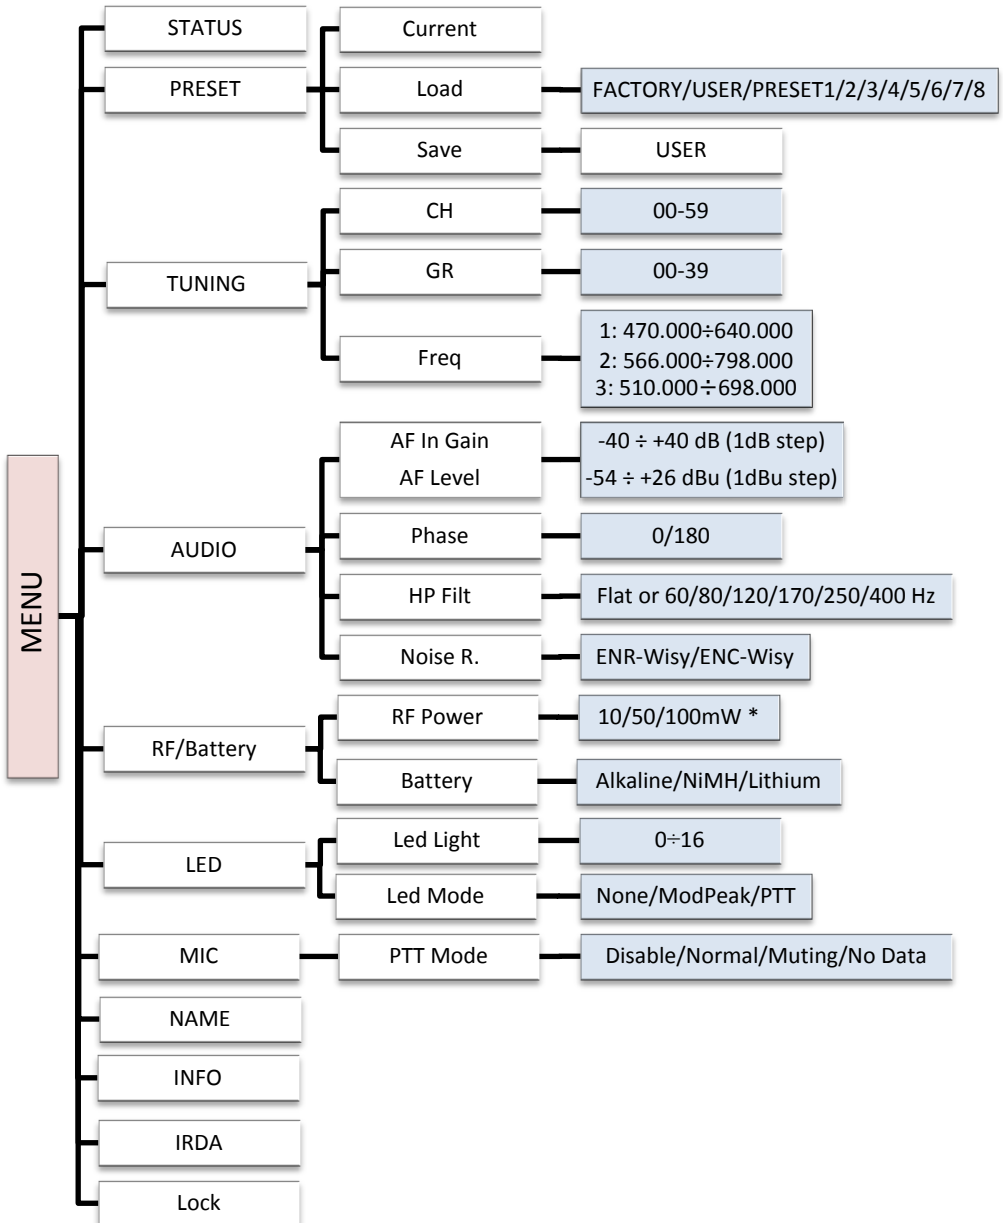 MENU
STATUS
PRESET
Current
Load
FACTORY/USER/PRESET1/2/3/4/5/6/7/8
Save
USER
TUNING
CH
00-59
GR
00-39
Freq
1: 470.000÷640.000
2: 566.000÷798.000
3: 510.000÷698.000
AUDIO
AF In Gain
AF Level
-40 ÷ +40 dB (1dB step)
-54 ÷ +26 dBu (1dBu step)
Phase
0/180
HP Filt
Flat or 60/80/120/170/250/400 Hz
Noise R.
ENR-Wisy/ENC-Wisy
RF/Battery
RF Power
10/50/100mW *
Battery
Alkaline/NiMH/Lithium
LED
Led Light
0÷16
Led Mode
None/ModPeak/PTT
MIC
PTT Mode
Disable/Normal/Muting/No Data
NAME
INFO
IRDA
Lock